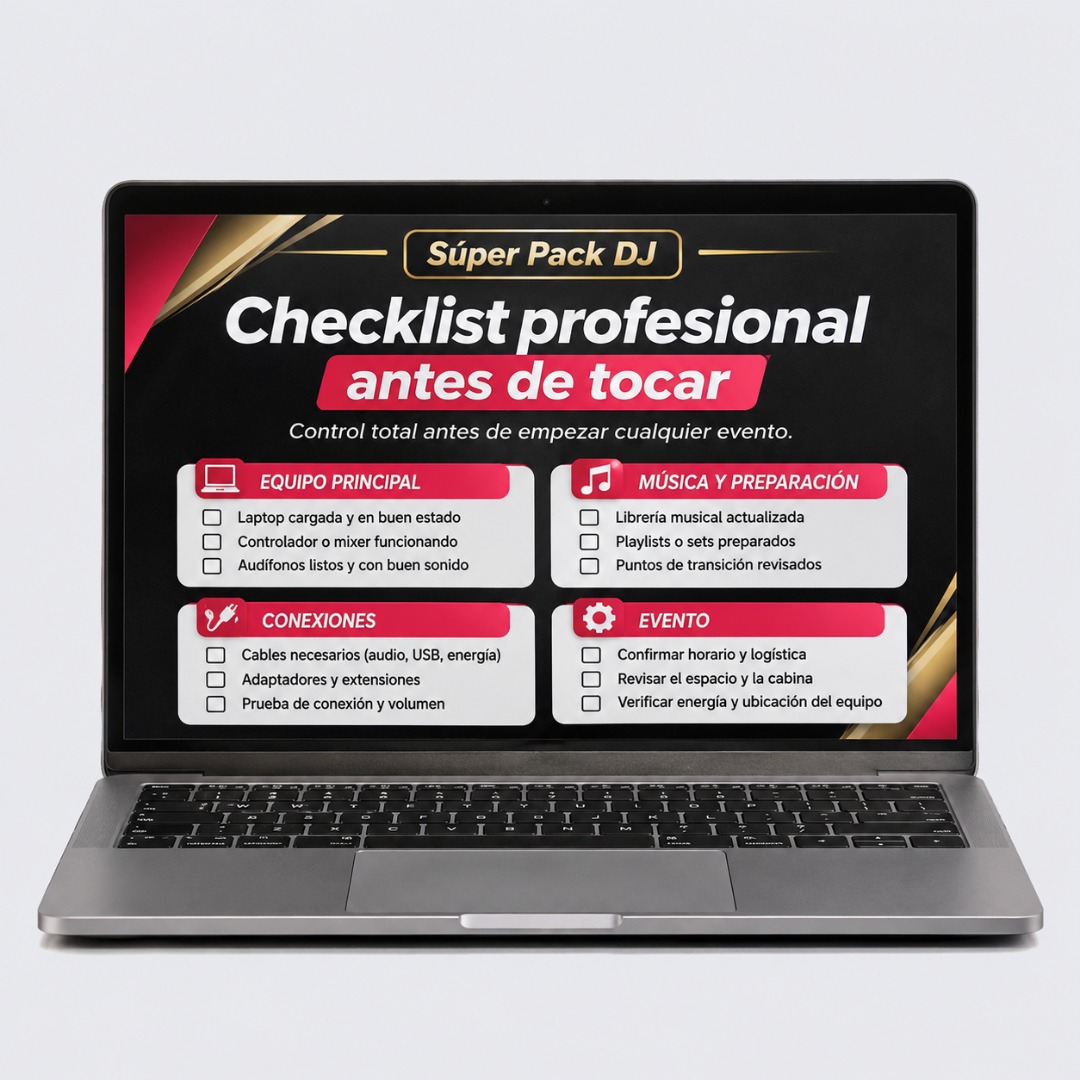 Súper Pack DJ
Checklist profesional
antes de tocar
Control total antes de empezar cualquier evento.
EQUIPO PRINCIPAL
Laptop cargada y en buen estado
Controlador o mixer funcionando
Audífonos listos y con buen sonido
MÚSICA Y PREPARACIÓN
Librería musical actualizada
Playlists o sets preparados
Puntos de transición revisados
CONEXIONES
Cables necesarios (audio, USB, energía)
Adaptadores y extensiones
Prueba de conexión y volumen
EVENTO
Confirmar horario y logística
Revisar el espacio y la cabina
Verificar energía y ubicación del equipo